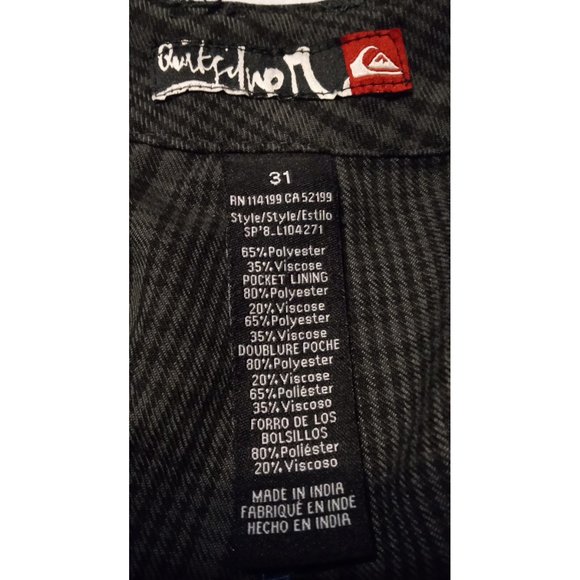 Quiksilver
31
RN 114199 CA 52199
Style/Style/Estilo
SP'8_L104271
65% Polyester
35% Viscose
POCKET LINING
80% Polyester
20% Viscose
65% Polyester
35% Viscose
DOUBLURE POCHE
80% Polyester
20% Viscose
65% Poliéster
35% Viscoso
FORRO DE LOS
BOLSILLOS
80% Poliéster
20% Viscoso
MADE IN INDIA
FABRIQUÉ EN INDE
HECHO EN INDIA